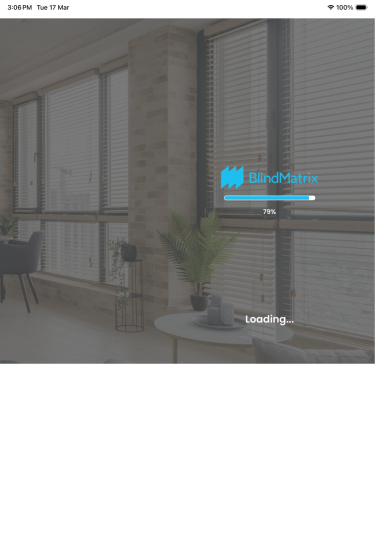 3:06 PM Tue 17 Mar
100%
BlindMatrix
79%
Loading...